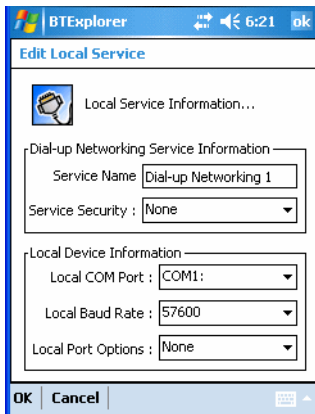 BTExplorer 6:21 ok
Edit Local Service
Local Service Information...
Dial-up Networking Service Information
Service Name Dial-up Networking 1
Service Security : None
Local Device Information
Local COM Port : COM1:
Local Baud Rate : 57600
Local Port Options : None
OK Cancel